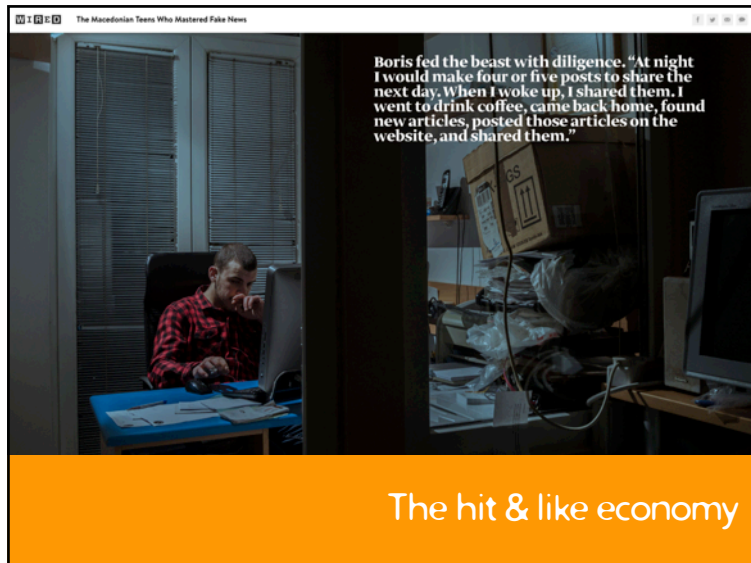 WIRED The Macedonian Teens Who Mastered Fake News
Boris fed the beast with diligence. “At night
I would make four or five posts to share the
next day. When I woke up, I shared them. I
went to drink coffee, came back home, found
new articles, posted those articles on the
website, and shared them.”
GS
The hit & like economy